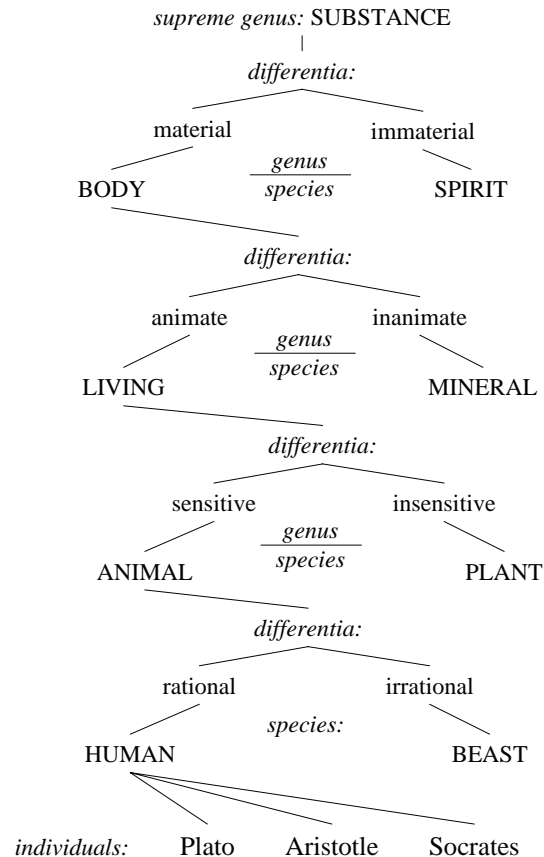 supreme genus: SUBSTANCE
differentia:
material immaterial
genus
BODY species SPIRIT
differentia:
animate inanimate
genus
species
LIVING MINERAL
differentia:
sensitive insensitive
genus
species
ANIMAL PLANT
differentia:
rational irrational
species:
HUMAN BEAST
individuals: Plato Aristotle Socrates